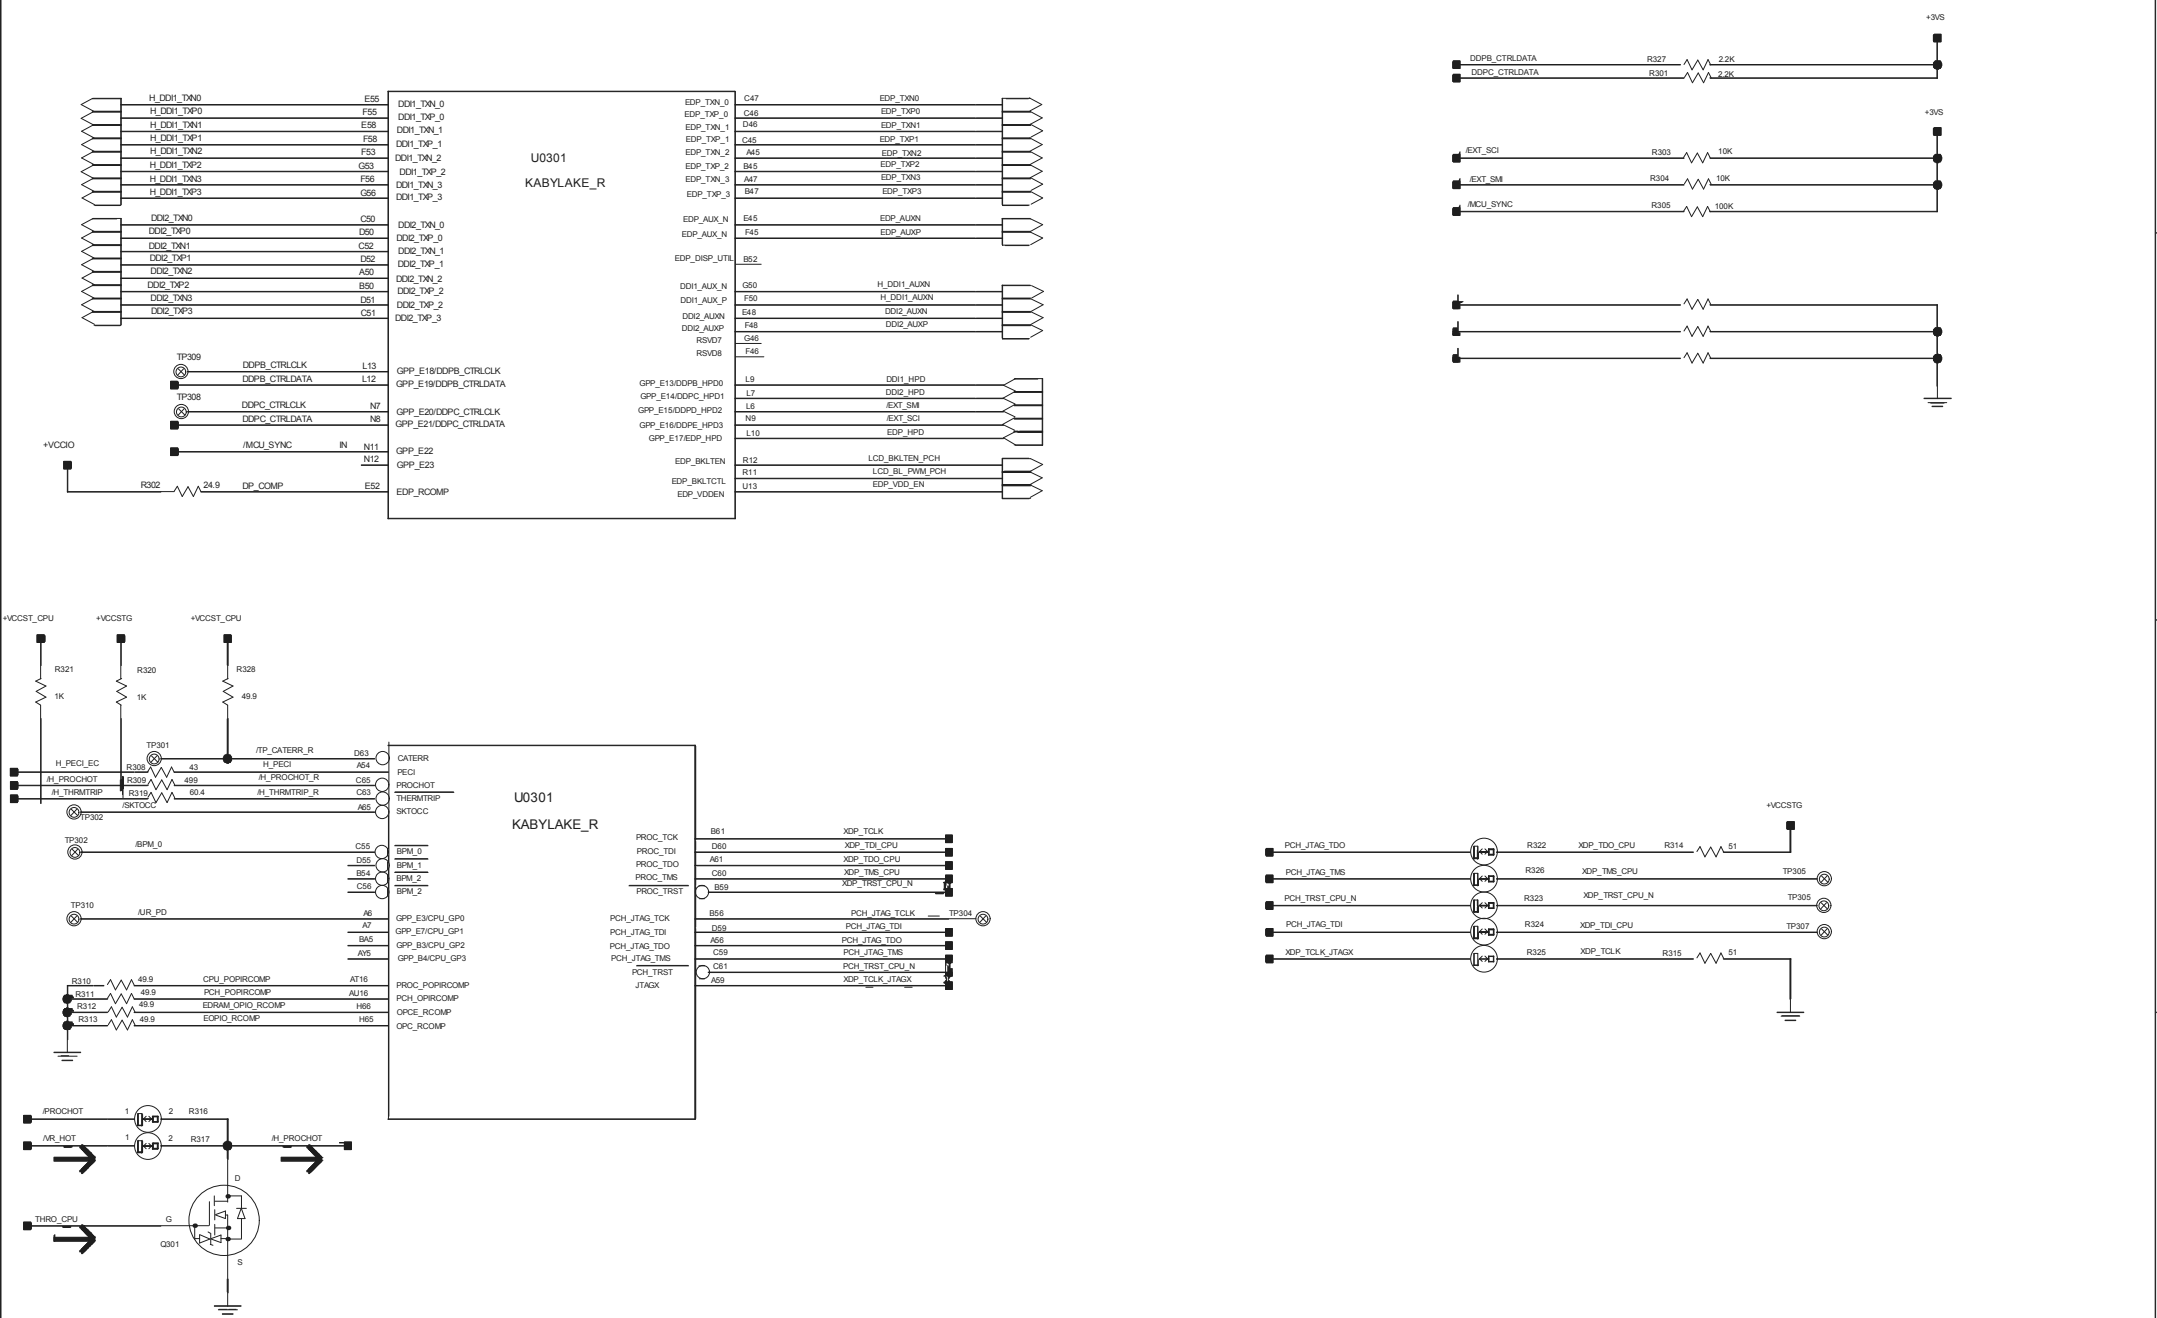 +3VS
DDPB_CTRLDATA R327 2.2K
DDPC_CTRLDATA R301 2.2K
+3VS
/EXT_SCI R303 10K
/EXT_SMI R304 10K
/MCU_SYNC R305 100K
U0301
KABYLAKE_R
H_DDI1_TXN0 E55 DDI1_TXN_0
H_DDI1_TXP0 F55 DDI1_TXP_0
H_DDI1_TXN1 E58 DDI1_TXN_1
H_DDI1_TXP1 F58 DDI1_TXP_1
H_DDI1_TXN2 F53 DDI1_TXN_2
H_DDI1_TXP2 G53 DDI1_TXP_2
H_DDI1_TXN3 F56 DDI1_TXN_3
H_DDI1_TXP3 G56 DDI1_TXP_3
DDI2_TXN0 C50 DDI2_TXN_0
DDI2_TXP0 D50 DDI2_TXP_0
DDI2_TXN1 C52 DDI2_TXN_1
DDI2_TXP1 D52 DDI2_TXP_1
DDI2_TXN2 A50 DDI2_TXN_2
DDI2_TXP2 B50 DDI2_TXP_2
DDI2_TXN3 D51 DDI2_TXP_2
DDI2_TXP3 C51 DDI2_TXP_3
TP309
DDPB_CTRLCLK L13 GPP_E18/DDPB_CTRLCLK
DDPB_CTRLDATA L12 GPP_E19/DDPB_CTRLDATA
TP308
DDPC_CTRLCLK N7 GPP_E20/DDPC_CTRLCLK
DDPC_CTRLDATA N8 GPP_E21/DDPC_CTRLDATA
+VCCIO
/MCU_SYNC IN N11 GPP_E22
N12 GPP_E23
R302 24.9 DP_COMP E52 EDP_RCOMP
EDP_TXN_0 C47 EDP_TXN0
EDP_TXP_0 C46 EDP_TXP0
EDP_TXN_1 D46 EDP_TXN1
EDP_TXP_1 C45 EDP_TXP1
EDP_TXN_2 A45 EDP_TXN2
EDP_TXP_2 B45 EDP_TXP2
EDP_TXN_3 A47 EDP_TXN3
EDP_TXP_3 B47 EDP_TXP3
EDP_AUX_N E45 EDP_AUXN
EDP_AUX_N F45 EDP_AUXP
EDP_DISP_UTIL B52
DDI1_AUX_N G50 H_DDI1_AUXN
DDI1_AUX_P F50 H_DDI1_AUXN
DDI2_AUXN E48 DDI2_AUXN
DDI2_AUXP F48 DDI2_AUXP
RSVD7 G46
RSVD8 F46
GPP_E13/DDPB_HPD0 L9 DDI1_HPD
GPP_E14/DDPC_HPD1 L7 DDI2_HPD
GPP_E15/DDPD_HPD2 L6 /EXT_SMI
GPP_E16/DDPE_HPD3 N9 /EXT_SCI
GPP_E17/EDP_HPD L10 EDP_HPD
EDP_BKLTEN R12 LCD_BKLTEN_PCH
EDP_BKLTCTL R11 LCD_BL_PWM_PCH
EDP_VDDEN U13 EDP_VDD_EN
+VCCST_CPU +VCCSTG +VCCST_CPU
R321 R320 R328
1K 1K 49.9
TP301 /TP_CATERR_R D63 CATERR
H_PECI_EC R308 43 H_PECI A54 PECI
/H_PROCHOT R309 499 /H_PROCHOT_R C65 PROCHOT
/H_THRMTRIP R319 60.4 /H_THRMTRIP_R C63 THERMTRIP
/SKTOCC A65 SKTOCC
TP302
U0301
KABYLAKE_R
TP302 /BPM_0 C55 BPM_0
D55 BPM_1
B54 BPM_2
C56 BPM_2
TP310 /UR_PD A6 GPP_E3/CPU_GP0
A7 GPP_E7/CPU_GP1
BA5 GPP_B3/CPU_GP2
AY5 GPP_B4/CPU_GP3
R310 49.9 CPU_POPIRCOMP AT16 PROC_POPIRCOMP
R311 49.9 PCH_POPIRCOMP AU16 PCH_OPIRCOMP
R312 49.9 EDRAM_OPIO_RCOMP H66 OPCE_RCOMP
R313 49.9 EOPIO_RCOMP H65 OPC_RCOMP
PROC_TCK B61 XDP_TCLK
PROC_TDI D60 XDP_TDI_CPU
PROC_TDO A61 XDP_TDO_CPU
PROC_TMS C60 XDP_TMS_CPU
PROC_TRST B59 XDP_TRST_CPU_N
PCH_JTAG_TCK B56 PCH_JTAG_TCLK TP304
PCH_JTAG_TDI D59 PCH_JTAG_TDI
PCH_JTAG_TDO A56 PCH_JTAG_TDO
PCH_JTAG_TMS C59 PCH_JTAG_TMS
PCH_TRST C61 PCH_TRST_CPU_N
JTAGX A59 XDP_TCLK_JTAGX
+VCCSTG
PCH_JTAG_TDO R322 XDP_TDO_CPU R314 51
PCH_JTAG_TMS R326 XDP_TMS_CPU TP305
PCH_TRST_CPU_N R323 XDP_TRST_CPU_N TP305
PCH_JTAG_TDI R324 XDP_TDI_CPU TP307
XDP_TCLK_JTAGX R325 XDP_TCLK R315 51
/PROCHOT 1 2 R316
/VR_HOT 1 2 R317 /H_PROCHOT
D
THRO_CPU G
Q301
S